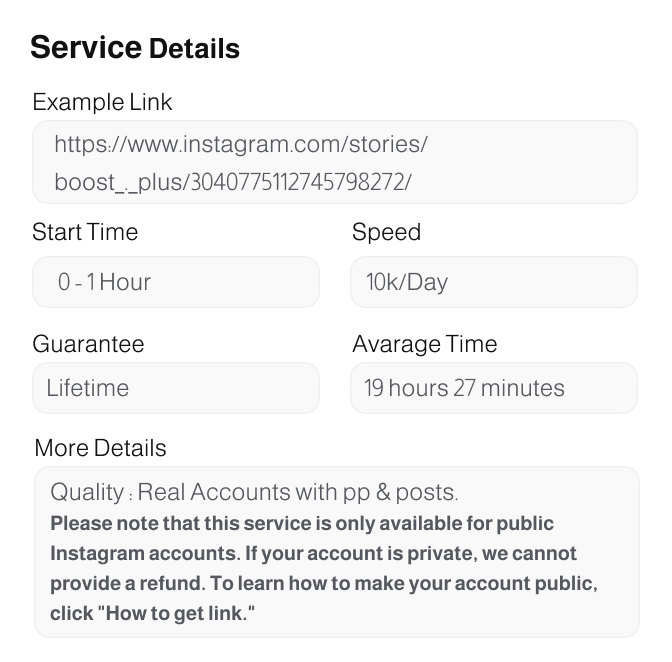 Service Details
Example Link
https://www.instagram.com/stories/
boost_._plus/3040775112745798272/
Start Time
Speed
0 - 1 Hour
10k/Day
Guarantee
Avarage Time
Lifetime
19 hours 27 minutes
More Details
Quality : Real Accounts with pp & posts.
Please note that this service is only available for public
Instagram accounts. If your account is private, we cannot
provide a refund. To learn how to make your account public,
click "How to get link."